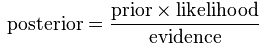 posterior = prior × likelihood / evidence